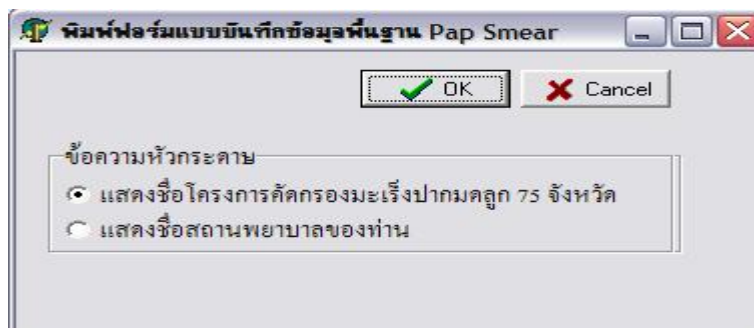 พิมพ์ฟอร์มแบบบันทึกข้อมูลพื้นฐาน Pap Smear
OK Cancel
ข้อความหัวกระดาษ
แสดงชื่อโครงการคัดกรองมะเร็งปากมดลูก 75 จังหวัด
แสดงชื่อสถานพยาบาลของท่าน